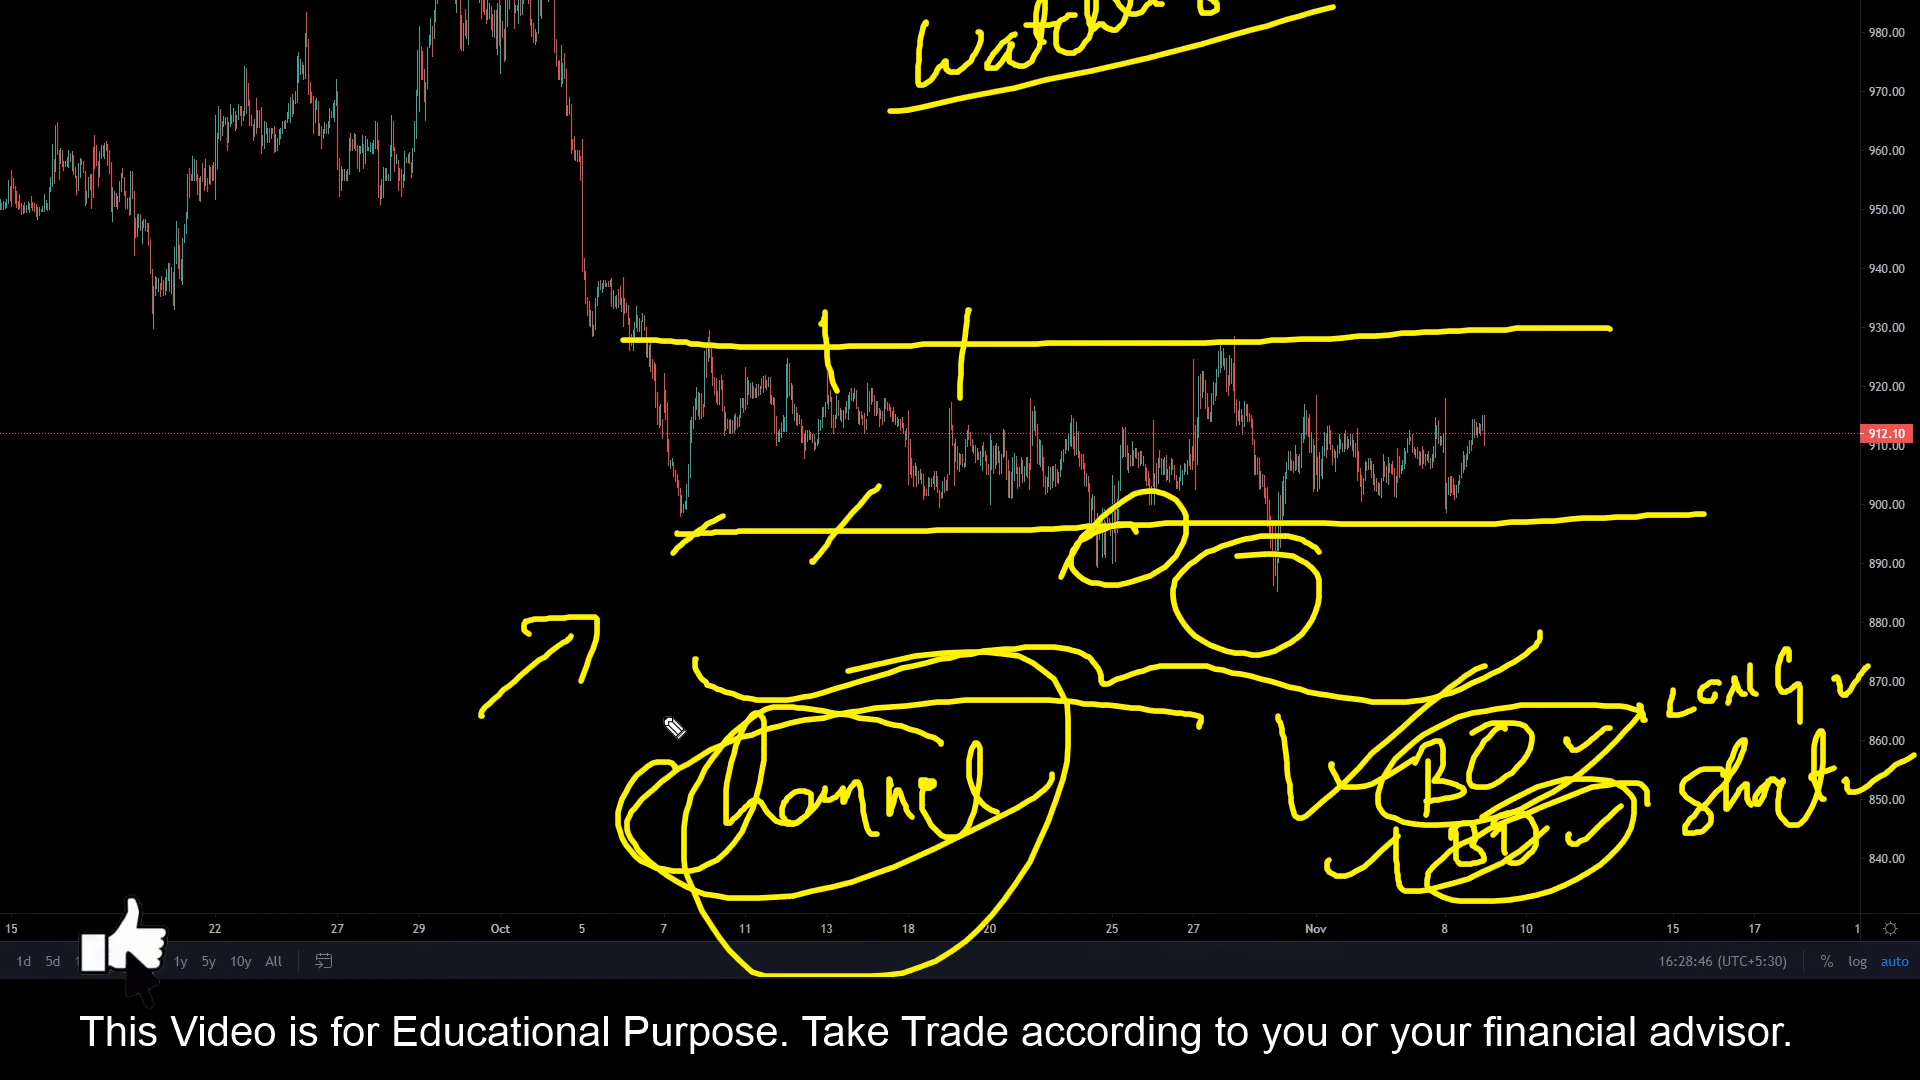 980.00
970.00
960.00
950.00
940.00
930.00
920.00
912.10
910.00
900.00
890.00
880.00
870.00
LONG
860.00
BO
Short
850.00
Channel
BD
840.00
15 22 27 29 Oct 5 7 11 13 18 20 25 27 Nov 8 10 15 17 1
1d 5d 1y 5y 10y All 16:28:46 (UTC+5:30) % log auto
This Video is for Educational Purpose. Take Trade according to you or your financial advisor.